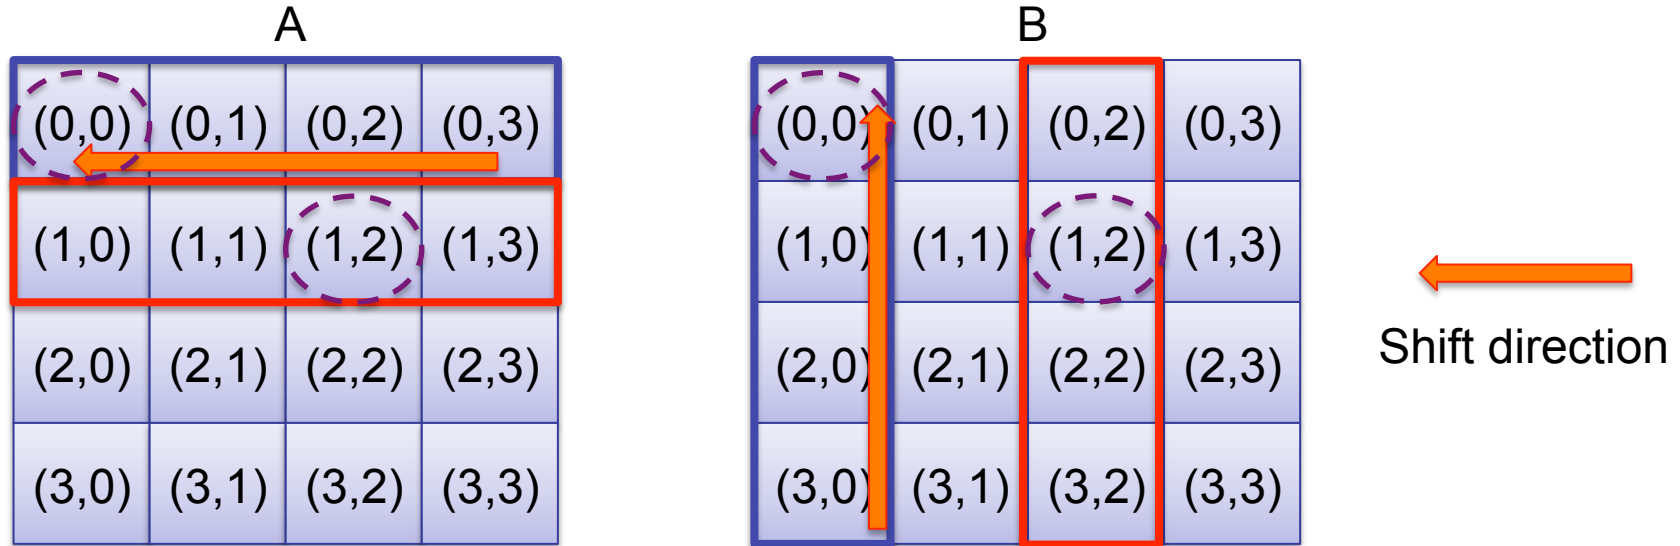 A B
(0,0) (0,1) (0,2) (0,3) (0,0) (0,1) (0,2) (0,3)
(1,0) (1,1) (1,2) (1,3) (1,0) (1,1) (1,2) (1,3)
(2,0) (2,1) (2,2) (2,3) (2,0) (2,1) (2,2) (2,3)
Shift direction
(3,0) (3,1) (3,2) (3,3) (3,0) (3,1) (3,2) (3,3)